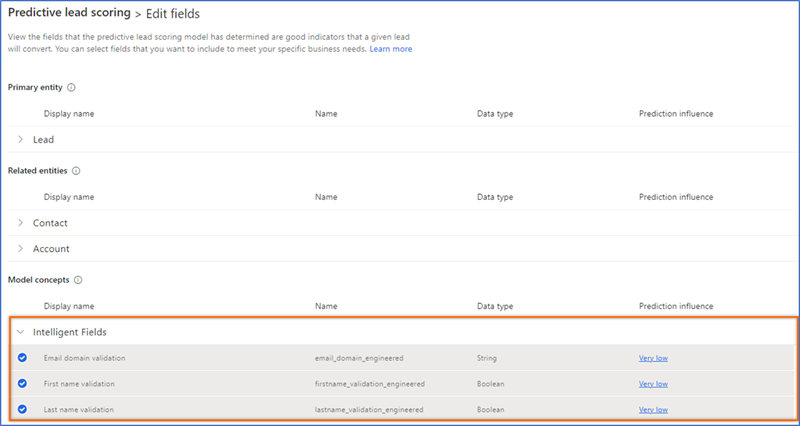 Predictive lead scoring > Edit fields
View the fields that the predictive lead scoring model has determined are good indicators that a given lead
will convert. You can select fields that you want to include to meet your specific business needs. Learn more
Primary entity
Display name Name Data type Prediction influence
Lead
Related entities
Display name Name Data type Prediction influence
Contact
Account
Model concepts
Display name Name Data type Prediction influence
Intelligent Fields
Email domain validation email_domain_engineered String Very low
First name validation firstname_validation_engineered Boolean Very low
Last name validation lastname_validation_engineered Boolean Very low